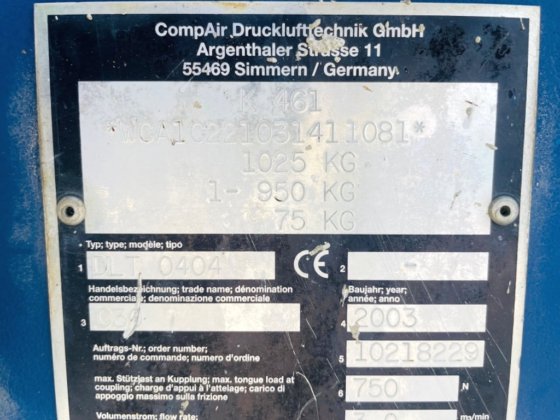 CompAir Drucklufttechnik GmbH
Argenthaler Strasse 11
55469 Simmern / Germany
K 461
1025 KG
1- 950 KG
75 KG
Typ; type; modèle; tipo
1 DLT 0404 CE 2 -
Handelsbezeichnung; trade name; dénomination
commerciale; denominazione commerciale
Baujahr; year;
année; anno
3 4 2003
Auftrags-Nr.; order number;
numéro de commande; numero d'ordine
5 10218229
max. Stützlast an Kupplung; max. tongue load at
coupling; charge d'appui à l'attelage; carico di
appoggio massimo sulla frizione
6 750 N
Volumenstrom; flow rate;
m³/min